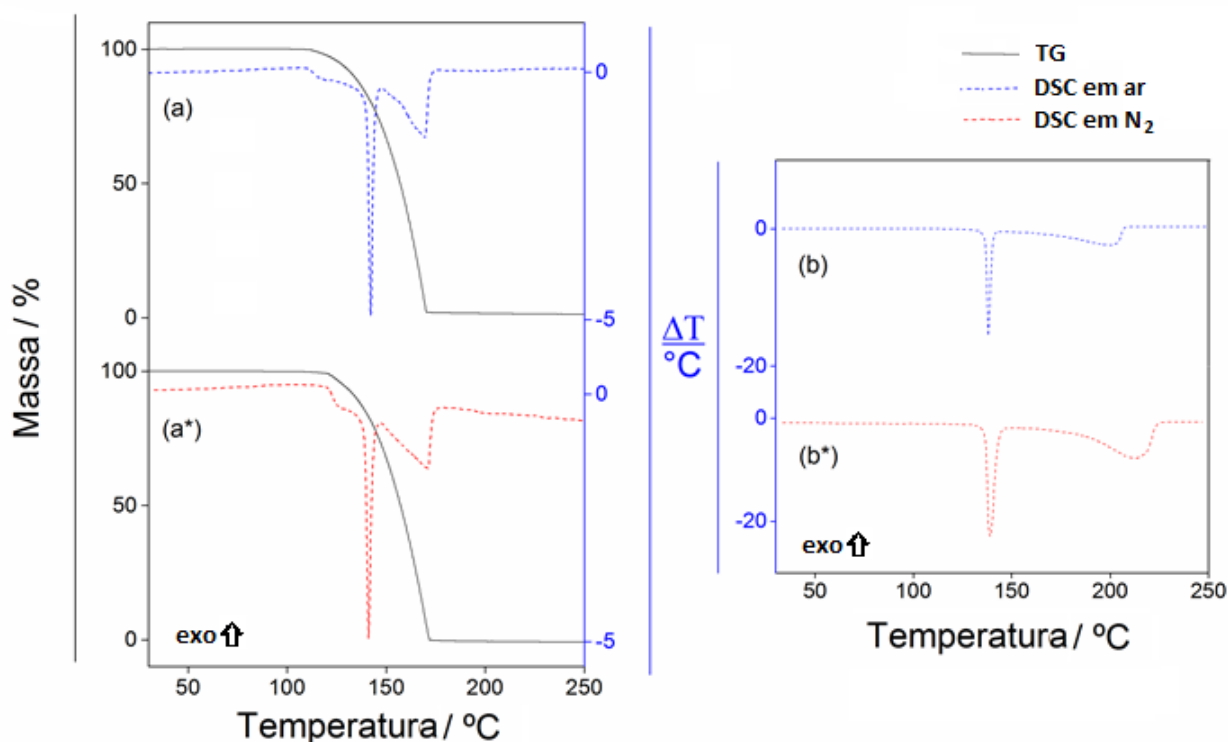 TG
DSC em ar
DSC em N₂
100
50
0
0
-5
(a)
100
50
0
0
-5
(a*)
exo
50 100 150 200 250
Temperatura / ºC
Massa / %
ΔT
°C
0
-20
(b)
0
-20
(b*)
exo
50 100 150 200 250
Temperatura / ºC